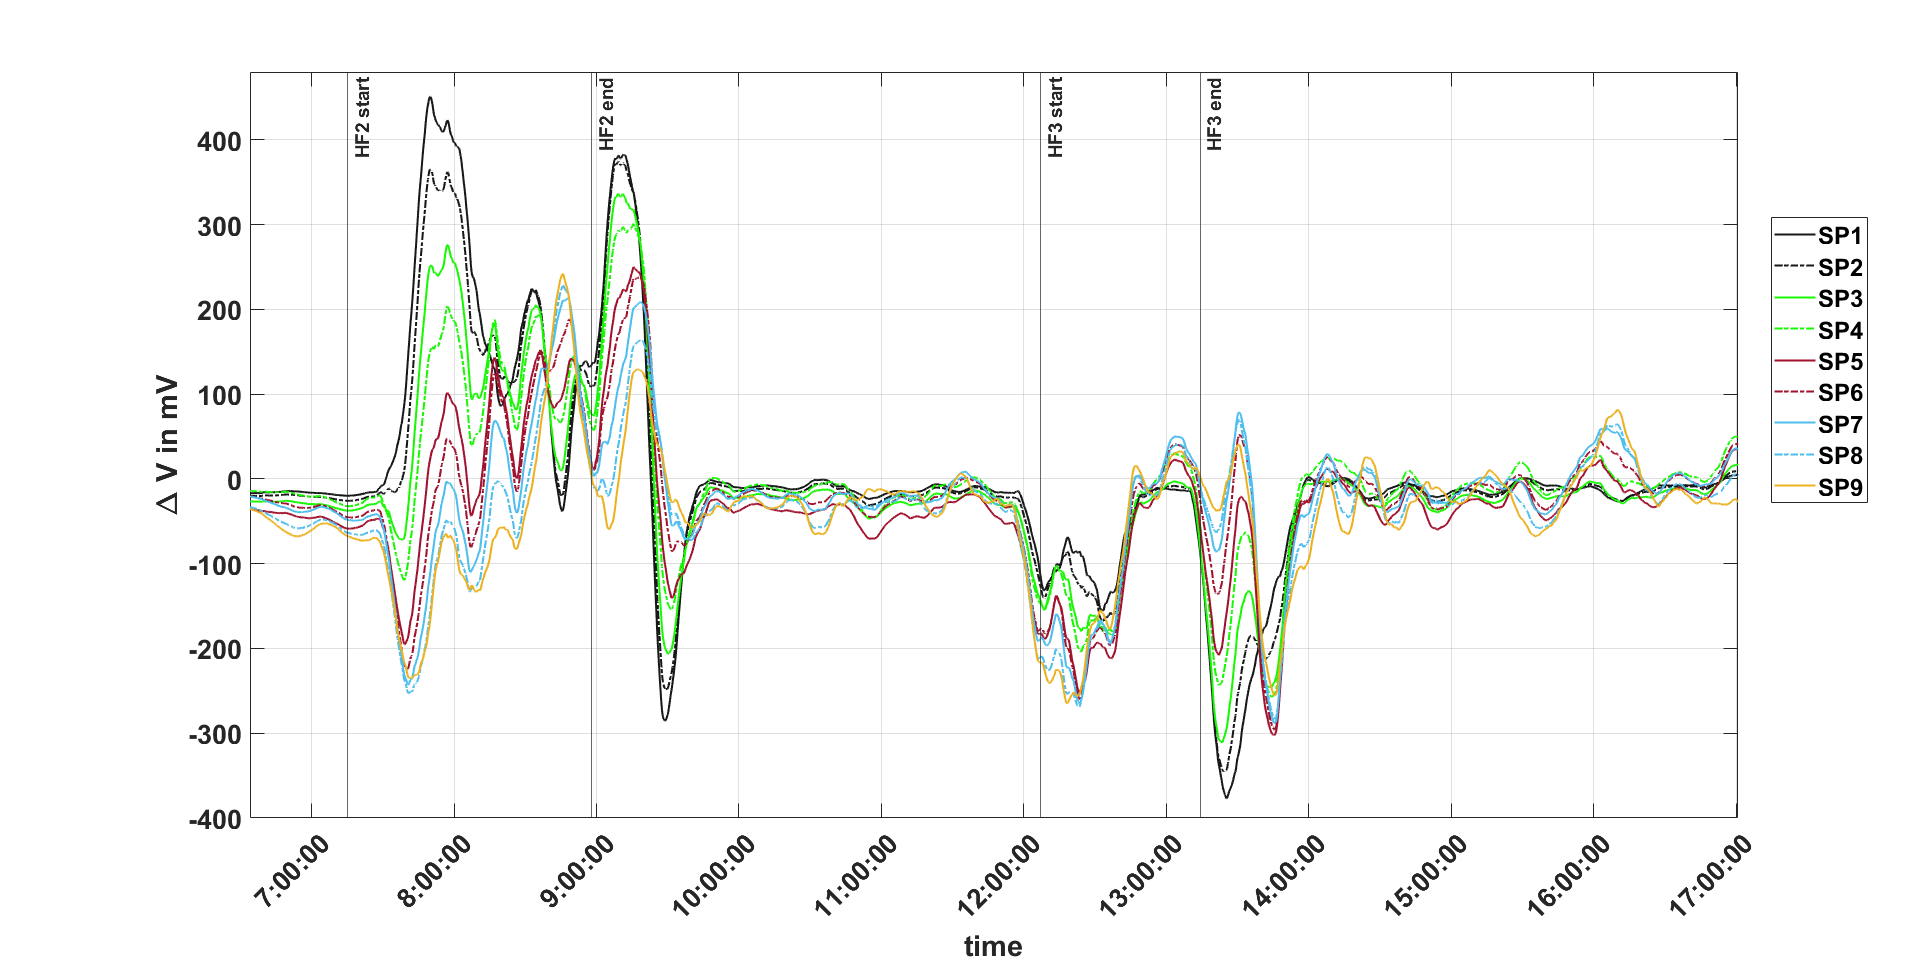 HF2 start
HF2 end
HF3 start
HF3 end
400
300
200
100
0
-100
-200
-300
-400
Δ V in mV
7:00:00
8:00:00
9:00:00
10:00:00
11:00:00
12:00:00
13:00:00
14:00:00
15:00:00
16:00:00
17:00:00
time
SP1
SP2
SP3
SP4
SP5
SP6
SP7
SP8
SP9